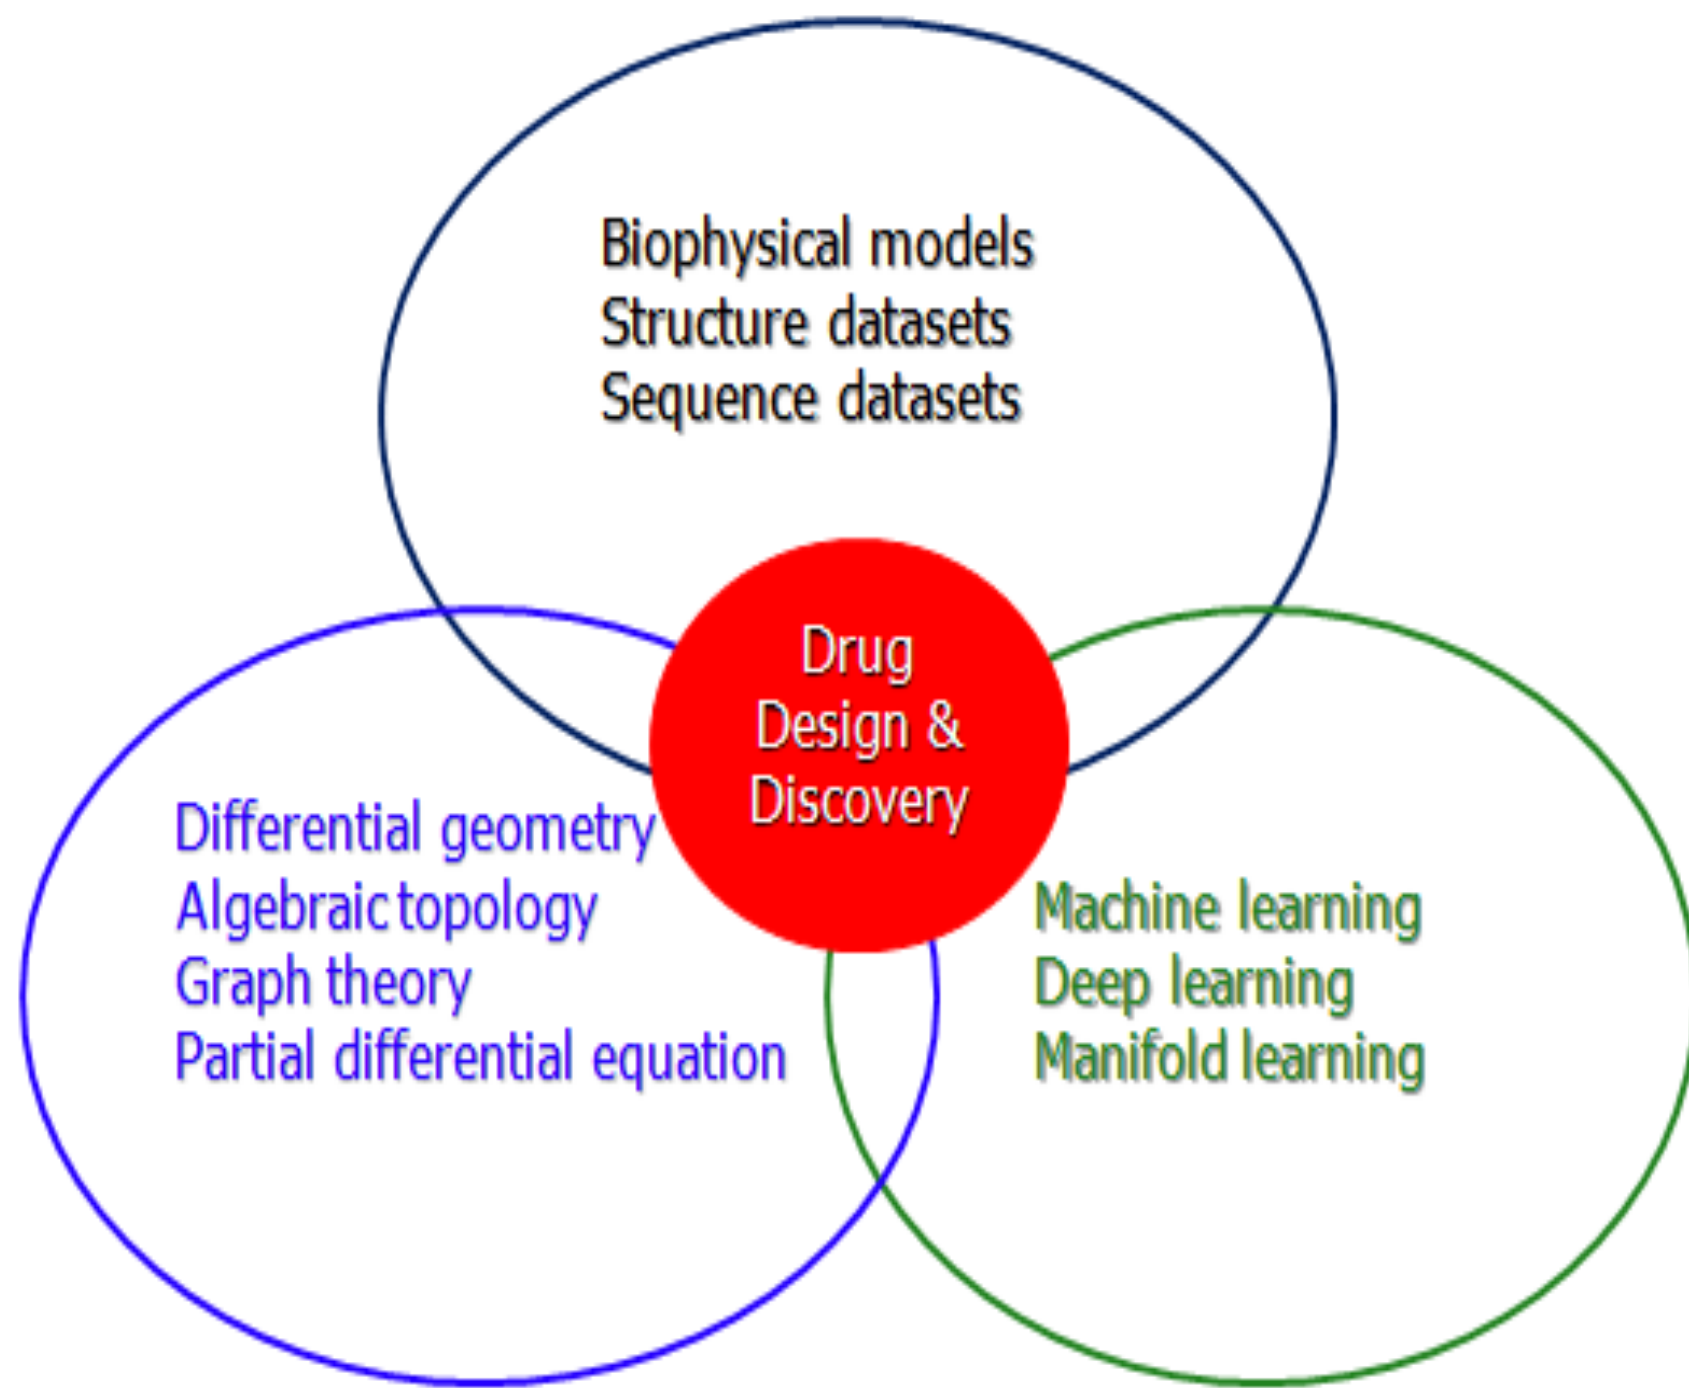 Biophysical models
Structure datasets
Sequence datasets
Drug
Design &
Discovery
Differential geometry
Algebraic topology
Graph theory
Partial differential equation
Machine learning
Deep learning
Manifold learning